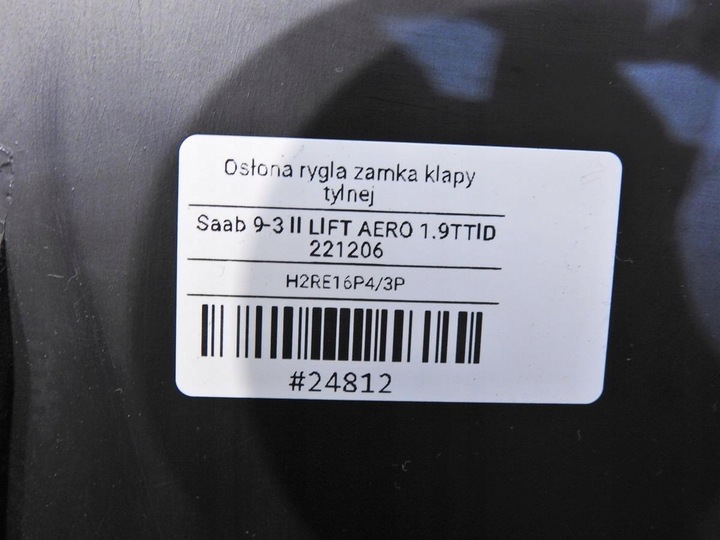 Osłona rygla zamka klapy
tylnej
Saab 9-3 II LIFT AERO 1.9TTID
221206
H2RE16P4/3P
#24812